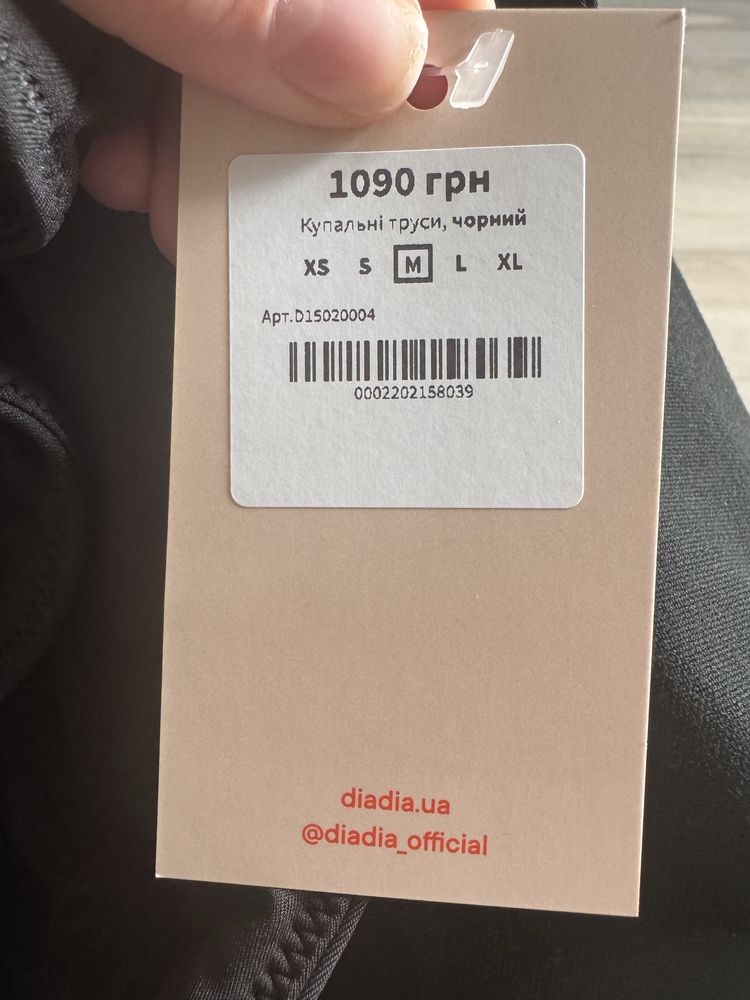 1090 грн
Купальні труси, чорний
XS S M L XL
Арт.D15020004
0002202158039
diadia.ua
@diadia_official